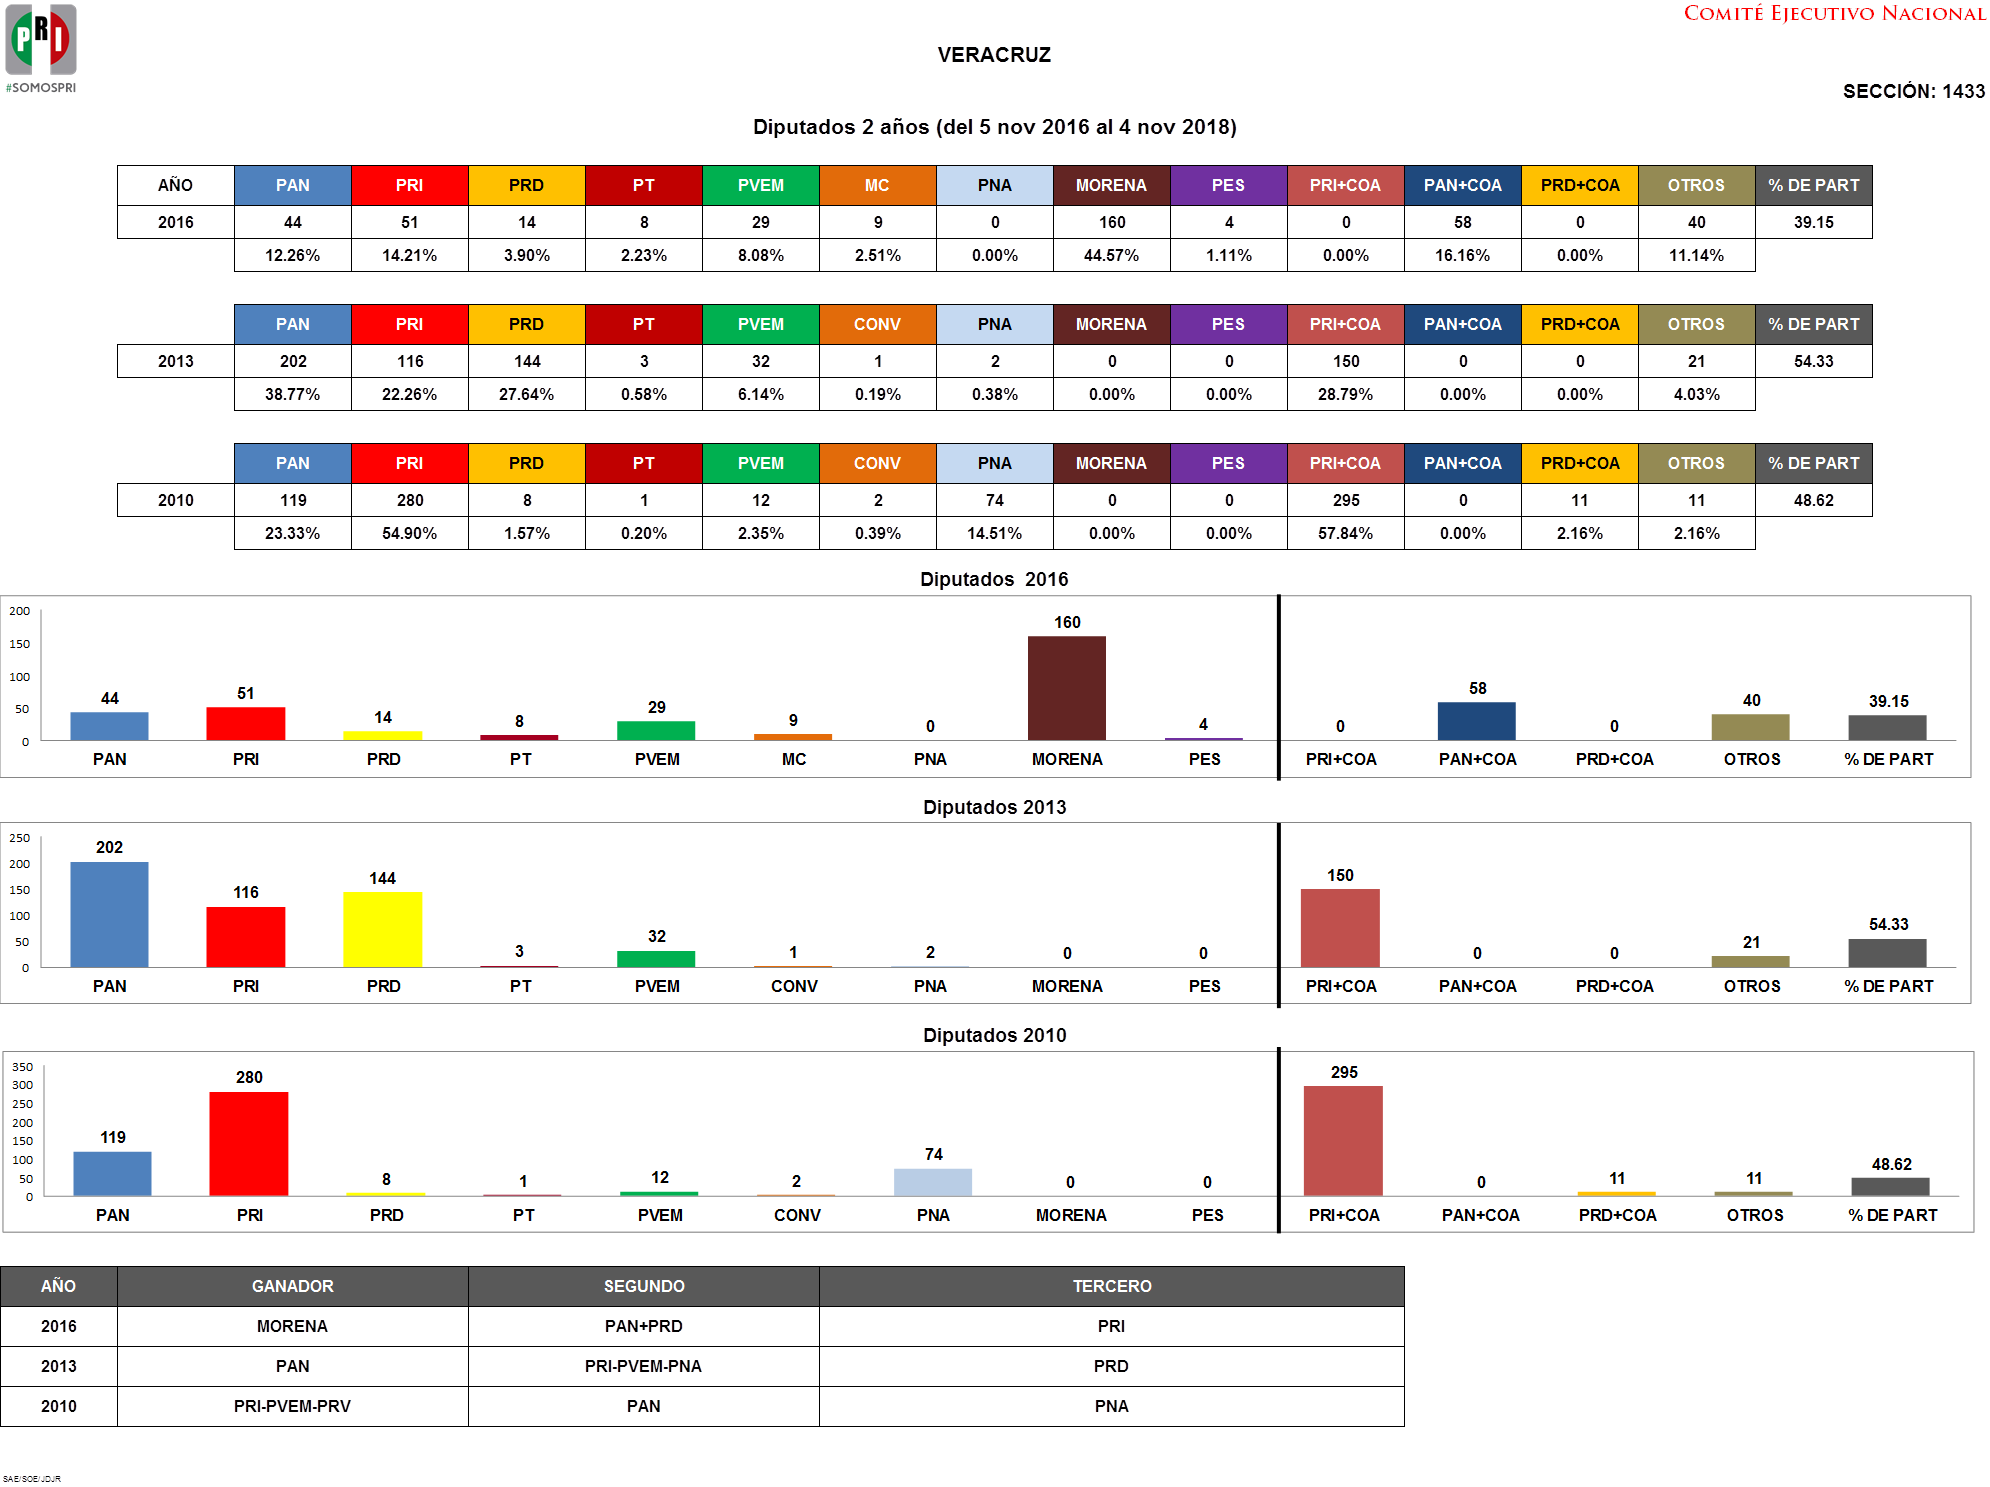 COMITÉ EJECUTIVO NACIONAL
PRI
#SOMOSPRI
VERACRUZ
SECCIÓN: 1433
Diputados 2 años (del 5 nov 2016 al 4 nov 2018)
AÑO PAN PRI PRD PT PVEM MC PNA MORENA PES PRI+COA PAN+COA PRD+COA OTROS % DE PART
2016 44 51 14 8 29 9 0 160 4 0 58 0 40 39.15
12.26% 14.21% 3.90% 2.23% 8.08% 2.51% 0.00% 44.57% 1.11% 0.00% 16.16% 0.00% 11.14%
PAN PRI PRD PT PVEM CONV PNA MORENA PES PRI+COA PAN+COA PRD+COA OTROS % DE PART
2013 202 116 144 3 32 1 2 0 0 150 0 0 21 54.33
38.77% 22.26% 27.64% 0.58% 6.14% 0.19% 0.38% 0.00% 0.00% 28.79% 0.00% 0.00% 4.03%
PAN PRI PRD PT PVEM CONV PNA MORENA PES PRI+COA PAN+COA PRD+COA OTROS % DE PART
2010 119 280 8 1 12 2 74 0 0 295 0 11 11 48.62
23.33% 54.90% 1.57% 0.20% 2.35% 0.39% 14.51% 0.00% 0.00% 57.84% 0.00% 2.16% 2.16%
Diputados 2016
200
150
100
50
0
44 51 14 8 29 9 0 160 4 0 58 0 40 39.15
PAN PRI PRD PT PVEM MC PNA MORENA PES PRI+COA PAN+COA PRD+COA OTROS % DE PART
Diputados 2013
250
200
150
100
50
0
202 116 144 3 32 1 2 0 0 150 0 0 21 54.33
PAN PRI PRD PT PVEM CONV PNA MORENA PES PRI+COA PAN+COA PRD+COA OTROS % DE PART
Diputados 2010
350
300
250
200
150
100
50
0
119 280 8 1 12 2 74 0 0 295 0 11 11 48.62
PAN PRI PRD PT PVEM CONV PNA MORENA PES PRI+COA PAN+COA PRD+COA OTROS % DE PART
AÑO GANADOR SEGUNDO TERCERO
2016 MORENA PAN+PRD PRI
2013 PAN PRI-PVEM-PNA PRD
2010 PRI-PVEM-PRV PAN PNA
SAE/SOE/JDJR